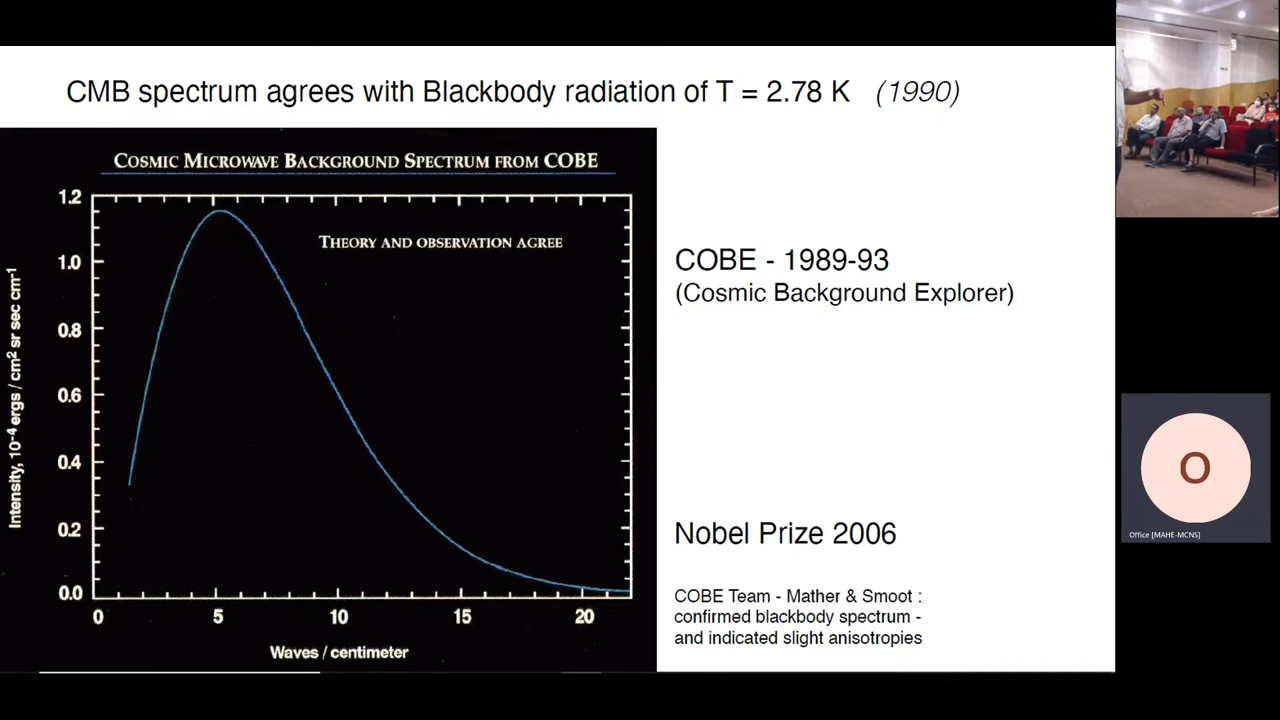 CMB spectrum agrees with Blackbody radiation of T = 2.78 K (1990)
COSMIC MICROWAVE BACKGROUND SPECTRUM FROM COBE
THEORY AND OBSERVATION AGREE
Intensity, 10⁻⁴ ergs / cm² sr sec cm⁻¹
1.2
1.0
0.8
0.6
0.4
0.2
0.0
0 5 10 15 20
Waves / centimeter
COBE - 1989-93
(Cosmic Background Explorer)
Nobel Prize 2006
COBE Team - Mather & Smoot :
confirmed blackbody spectrum -
and indicated slight anisotropies
O
Office [MAHE-MCNS]